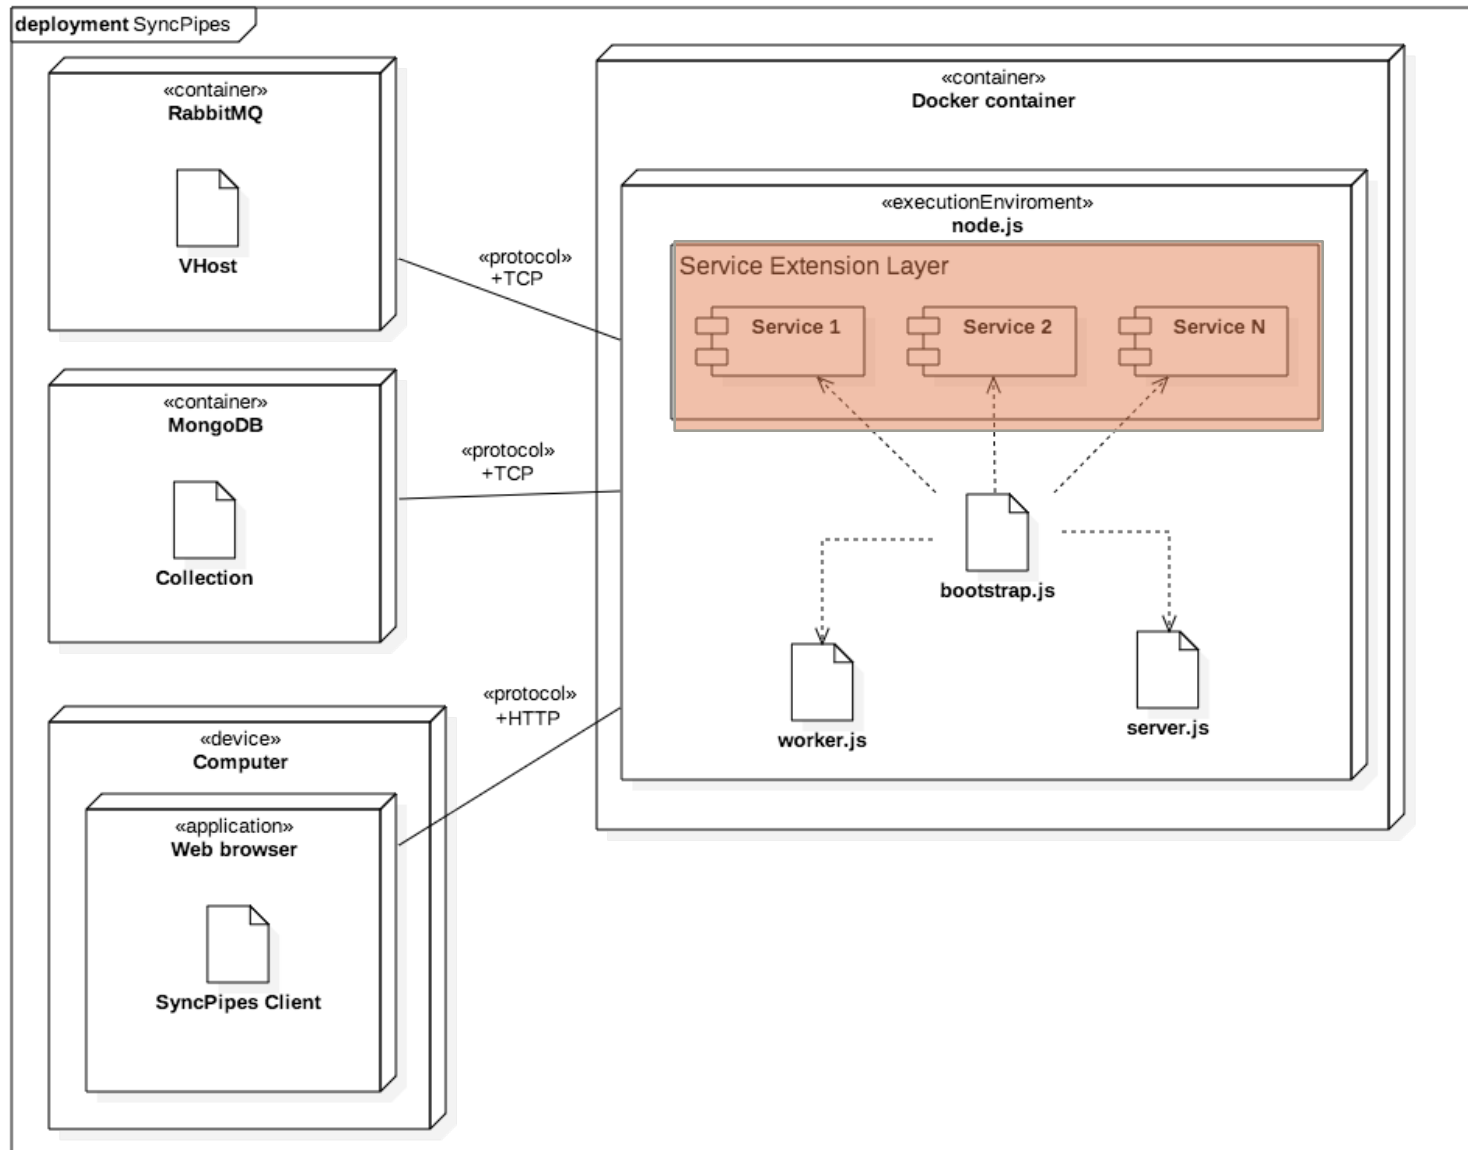 deployment SyncPipes
«container»
RabbitMQ
VHost
«protocol»
+TCP
«container»
MongoDB
Collection
«protocol»
+TCP
«device»
Computer
«application»
Web browser
SyncPipes Client
«protocol»
+HTTP
«container»
Docker container
«executionEnviroment»
node.js
Service Extension Layer
Service 1
Service 2
Service N
bootstrap.js
worker.js
server.js